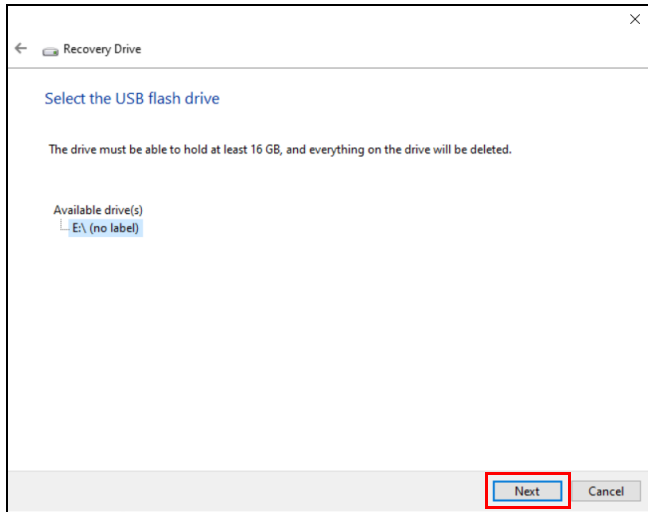 Recovery Drive
Select the USB flash drive
The drive must be able to hold at least 16 GB, and everything on the drive will be deleted.
Available drive(s)
E:\ (no label)
Next Cancel